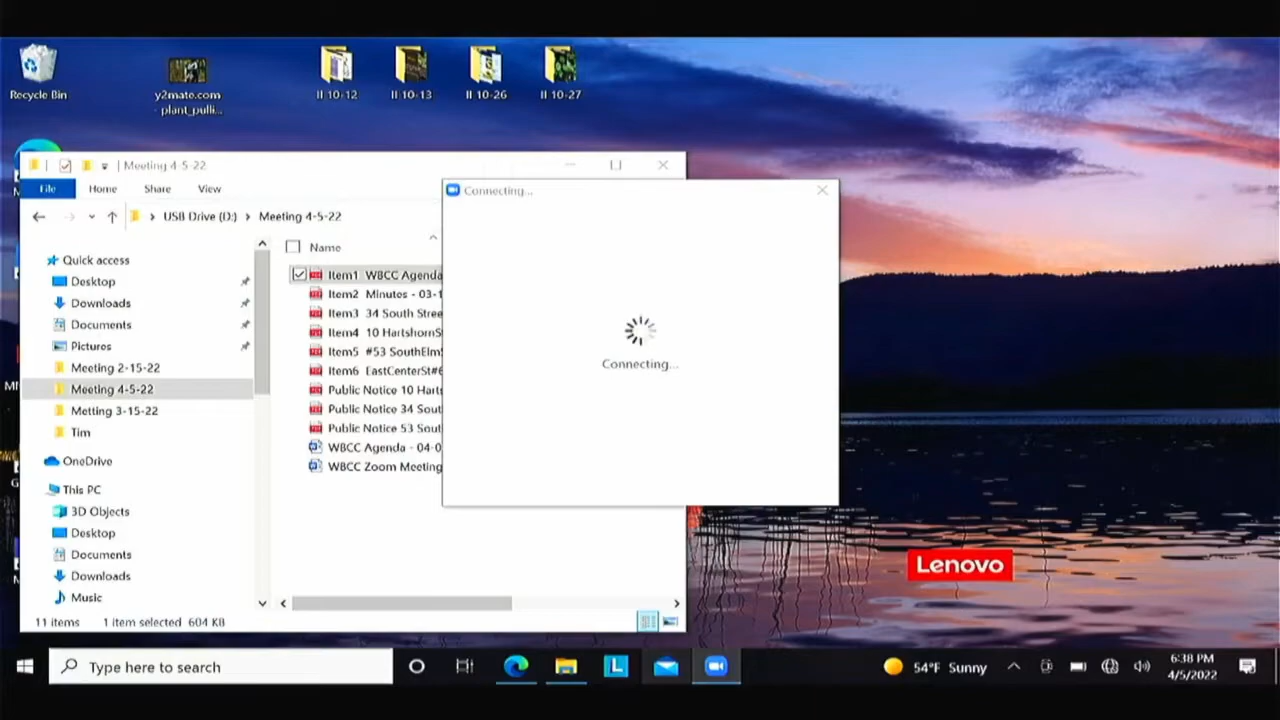 Recycle Bin
y2mate.com
- plant_pulli...
II 10-12
II 10-13
II 10-26
II 10-27
Meeting 4-5-22
File
Home
Share
View
USB Drive (D:)
Meeting 4-5-22
Quick access
Desktop
Downloads
Documents
Pictures
Meeting 2-15-22
Meeting 4-5-22
Metting 3-15-22
Tim
OneDrive
This PC
3D Objects
Desktop
Documents
Downloads
Music
Name
Item1 WBCC Agenda
Item2 Minutes - 03-1
Item3 34 South Stree
Item4 10 HartshornS
Item5 #53 SouthElmS
Item6 EastCenterSt#6
Public Notice 10 Harts
Public Notice 34 Sout
Public Notice 53 Sout
WBCC Agenda - 04-0
WBCC Zoom Meeting
11 items
1 item selected 604 KB
Connecting...
Connecting...
Lenovo
Type here to search
54°F Sunny
6:38 PM
4/5/2022